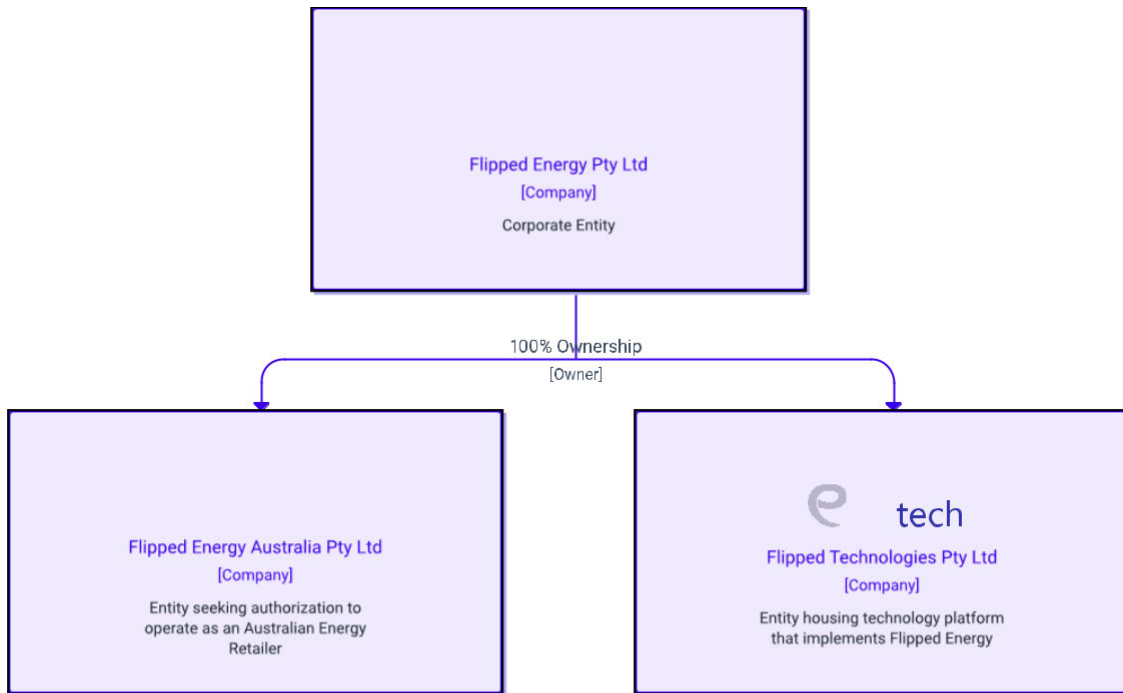 Flipped Energy Pty Ltd
[Company]
Corporate Entity
100% Ownership
[Owner]
Flipped Energy Australia Pty Ltd
[Company]
Entity seeking authorization to
operate as an Australian Energy
Retailer
e tech
Flipped Technologies Pty Ltd
[Company]
Entity housing technology platform
that implements Flipped Energy